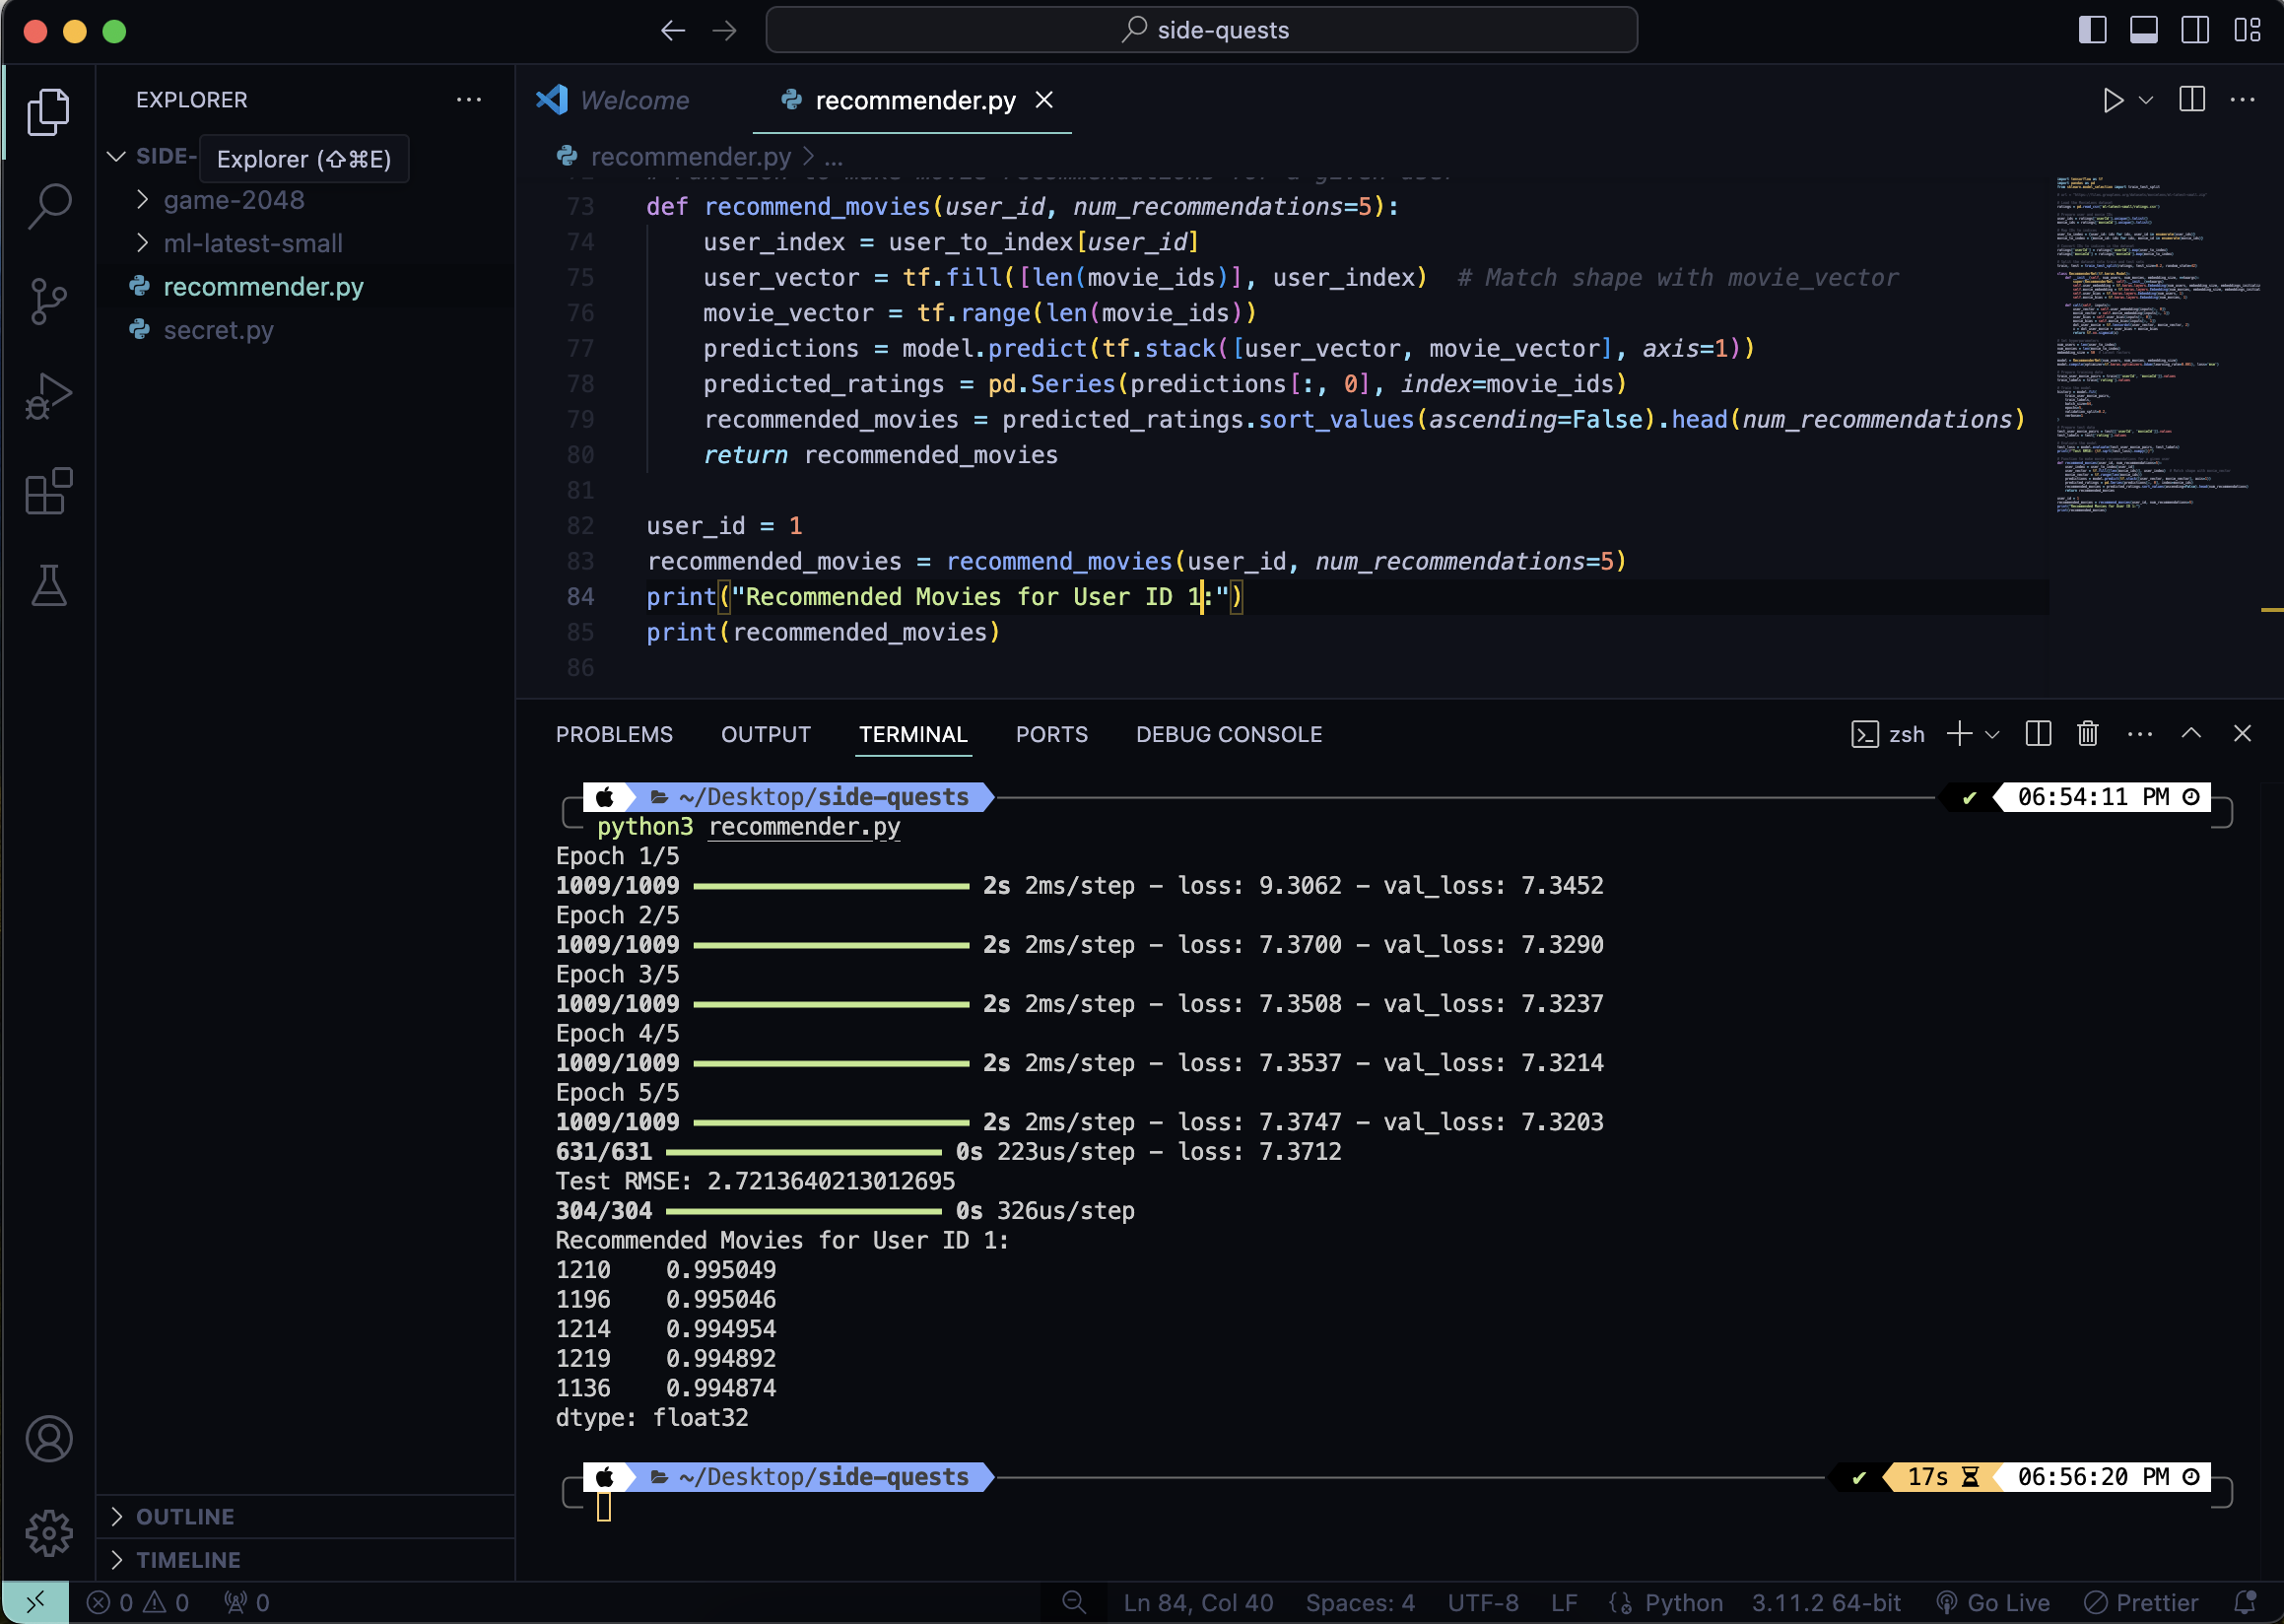 side-quests
EXPLORER
SIDE-
Explorer (⇧⌘E)
game-2048
ml-latest-small
recommender.py
secret.py
OUTLINE
TIMELINE
Welcome
recommender.py
recommender.py > ...
73 def recommend_movies(user_id, num_recommendations=5):
74 user_index = user_to_index[user_id]
75 user_vector = tf.fill([len(movie_ids)], user_index)  # Match shape with movie_vector
76 movie_vector = tf.range(len(movie_ids))
77 predictions = model.predict(tf.stack([user_vector, movie_vector], axis=1))
78 predicted_ratings = pd.Series(predictions[:, 0], index=movie_ids)
79 recommended_movies = predicted_ratings.sort_values(ascending=False).head(num_recommendations)
80 return recommended_movies
81
82 user_id = 1
83 recommended_movies = recommend_movies(user_id, num_recommendations=5)
84 print("Recommended Movies for User ID 1:")
85 print(recommended_movies)
86
PROBLEMS OUTPUT TERMINAL PORTS DEBUG CONSOLE zsh
~/Desktop/side-quests ✔ 06:54:11 PM
python3 recommender.py
Epoch 1/5
1009/1009 2s 2ms/step - loss: 9.3062 - val_loss: 7.3452
Epoch 2/5
1009/1009 2s 2ms/step - loss: 7.3700 - val_loss: 7.3290
Epoch 3/5
1009/1009 2s 2ms/step - loss: 7.3508 - val_loss: 7.3237
Epoch 4/5
1009/1009 2s 2ms/step - loss: 7.3537 - val_loss: 7.3214
Epoch 5/5
1009/1009 2s 2ms/step - loss: 7.3747 - val_loss: 7.3203
631/631 0s 223us/step - loss: 7.3712
Test RMSE: 2.7213640213012695
304/304 0s 326us/step
Recommended Movies for User ID 1:
1210 0.995049
1196 0.995046
1214 0.994954
1219 0.994892
1136 0.994874
dtype: float32
~/Desktop/side-quests ✔ 17s 06:56:20 PM
0 0 0 Ln 84, Col 40 Spaces: 4 UTF-8 LF Python 3.11.2 64-bit Go Live Prettier